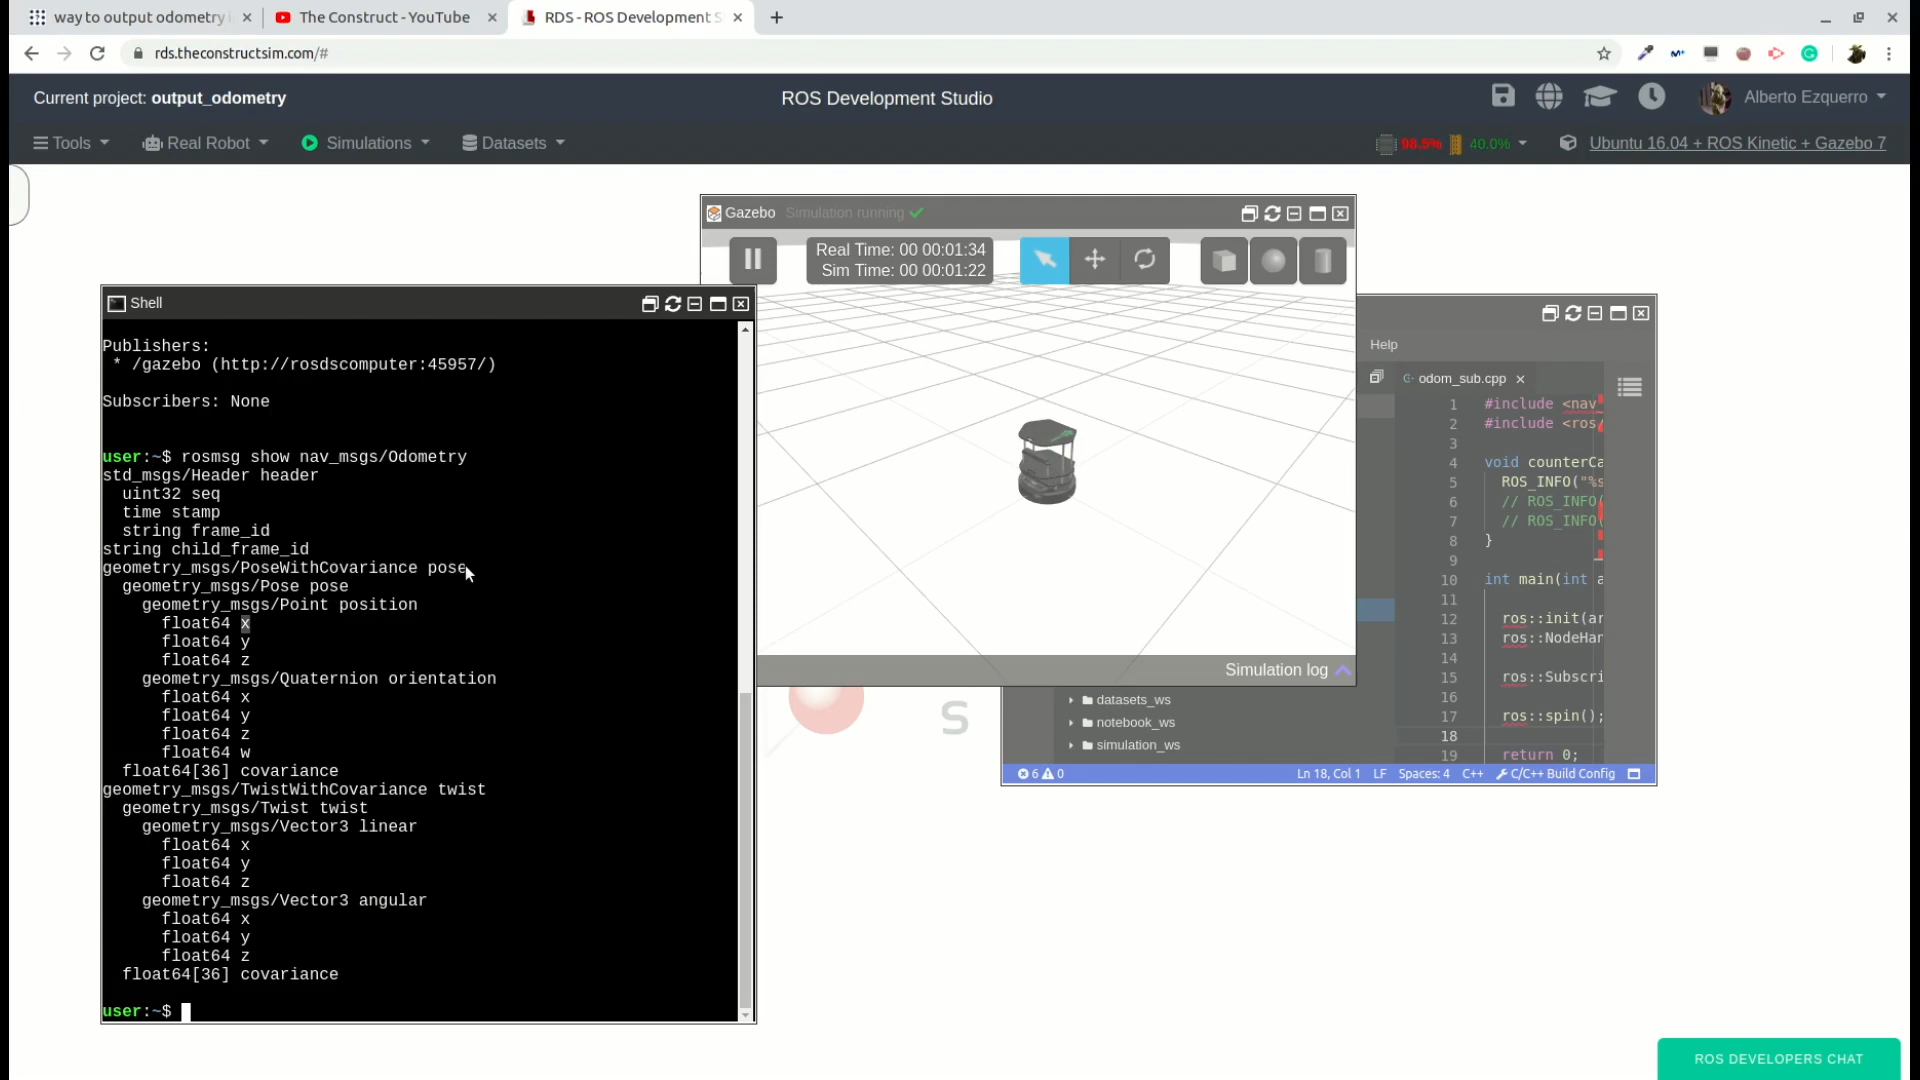 way to output odometry i
The Construct - YouTube
RDS - ROS Development S
rds.theconstructsim.com/#
Current project: output_odometry
ROS Development Studio
Alberto Ezquerro
Tools
Real Robot
Simulations
Datasets
98.5%
40.0%
Ubuntu 16.04 + ROS Kinetic + Gazebo 7
Gazebo Simulation running
Real Time: 00 00:01:34
Sim Time: 00 00:01:22
Simulation log
Shell
Publishers:
* /gazebo (http://rosdscomputer:45957/)
Subscribers: None
user:~$ rosmsg show nav_msgs/Odometry
std_msgs/Header header
uint32 seq
time stamp
string frame_id
string child_frame_id
geometry_msgs/PoseWithCovariance pose
geometry_msgs/Pose pose
geometry_msgs/Point position
float64 x
float64 y
float64 z
geometry_msgs/Quaternion orientation
float64 x
float64 y
float64 z
float64 w
float64[36] covariance
geometry_msgs/TwistWithCovariance twist
geometry_msgs/Twist twist
geometry_msgs/Vector3 linear
float64 x
float64 y
float64 z
geometry_msgs/Vector3 angular
float64 x
float64 y
float64 z
float64[36] covariance
user:~$
S
Help
odom_sub.cpp
1 #include <nav
2 #include <ros/
3
4 void counterCa
5 ROS_INFO("%s
6 // ROS_INFO(
7 // ROS_INFO(
8 }
9
10 int main(int a
11
12 ros::init(ar
13 ros::NodeHan
14
15 ros::Subscri
16
17 ros::spin();
18
19 return 0;
datasets_ws
notebook_ws
simulation_ws
6 0
Ln 18, Col 1 LF Spaces: 4 C++ C/C++ Build Config
ROS DEVELOPERS CHAT